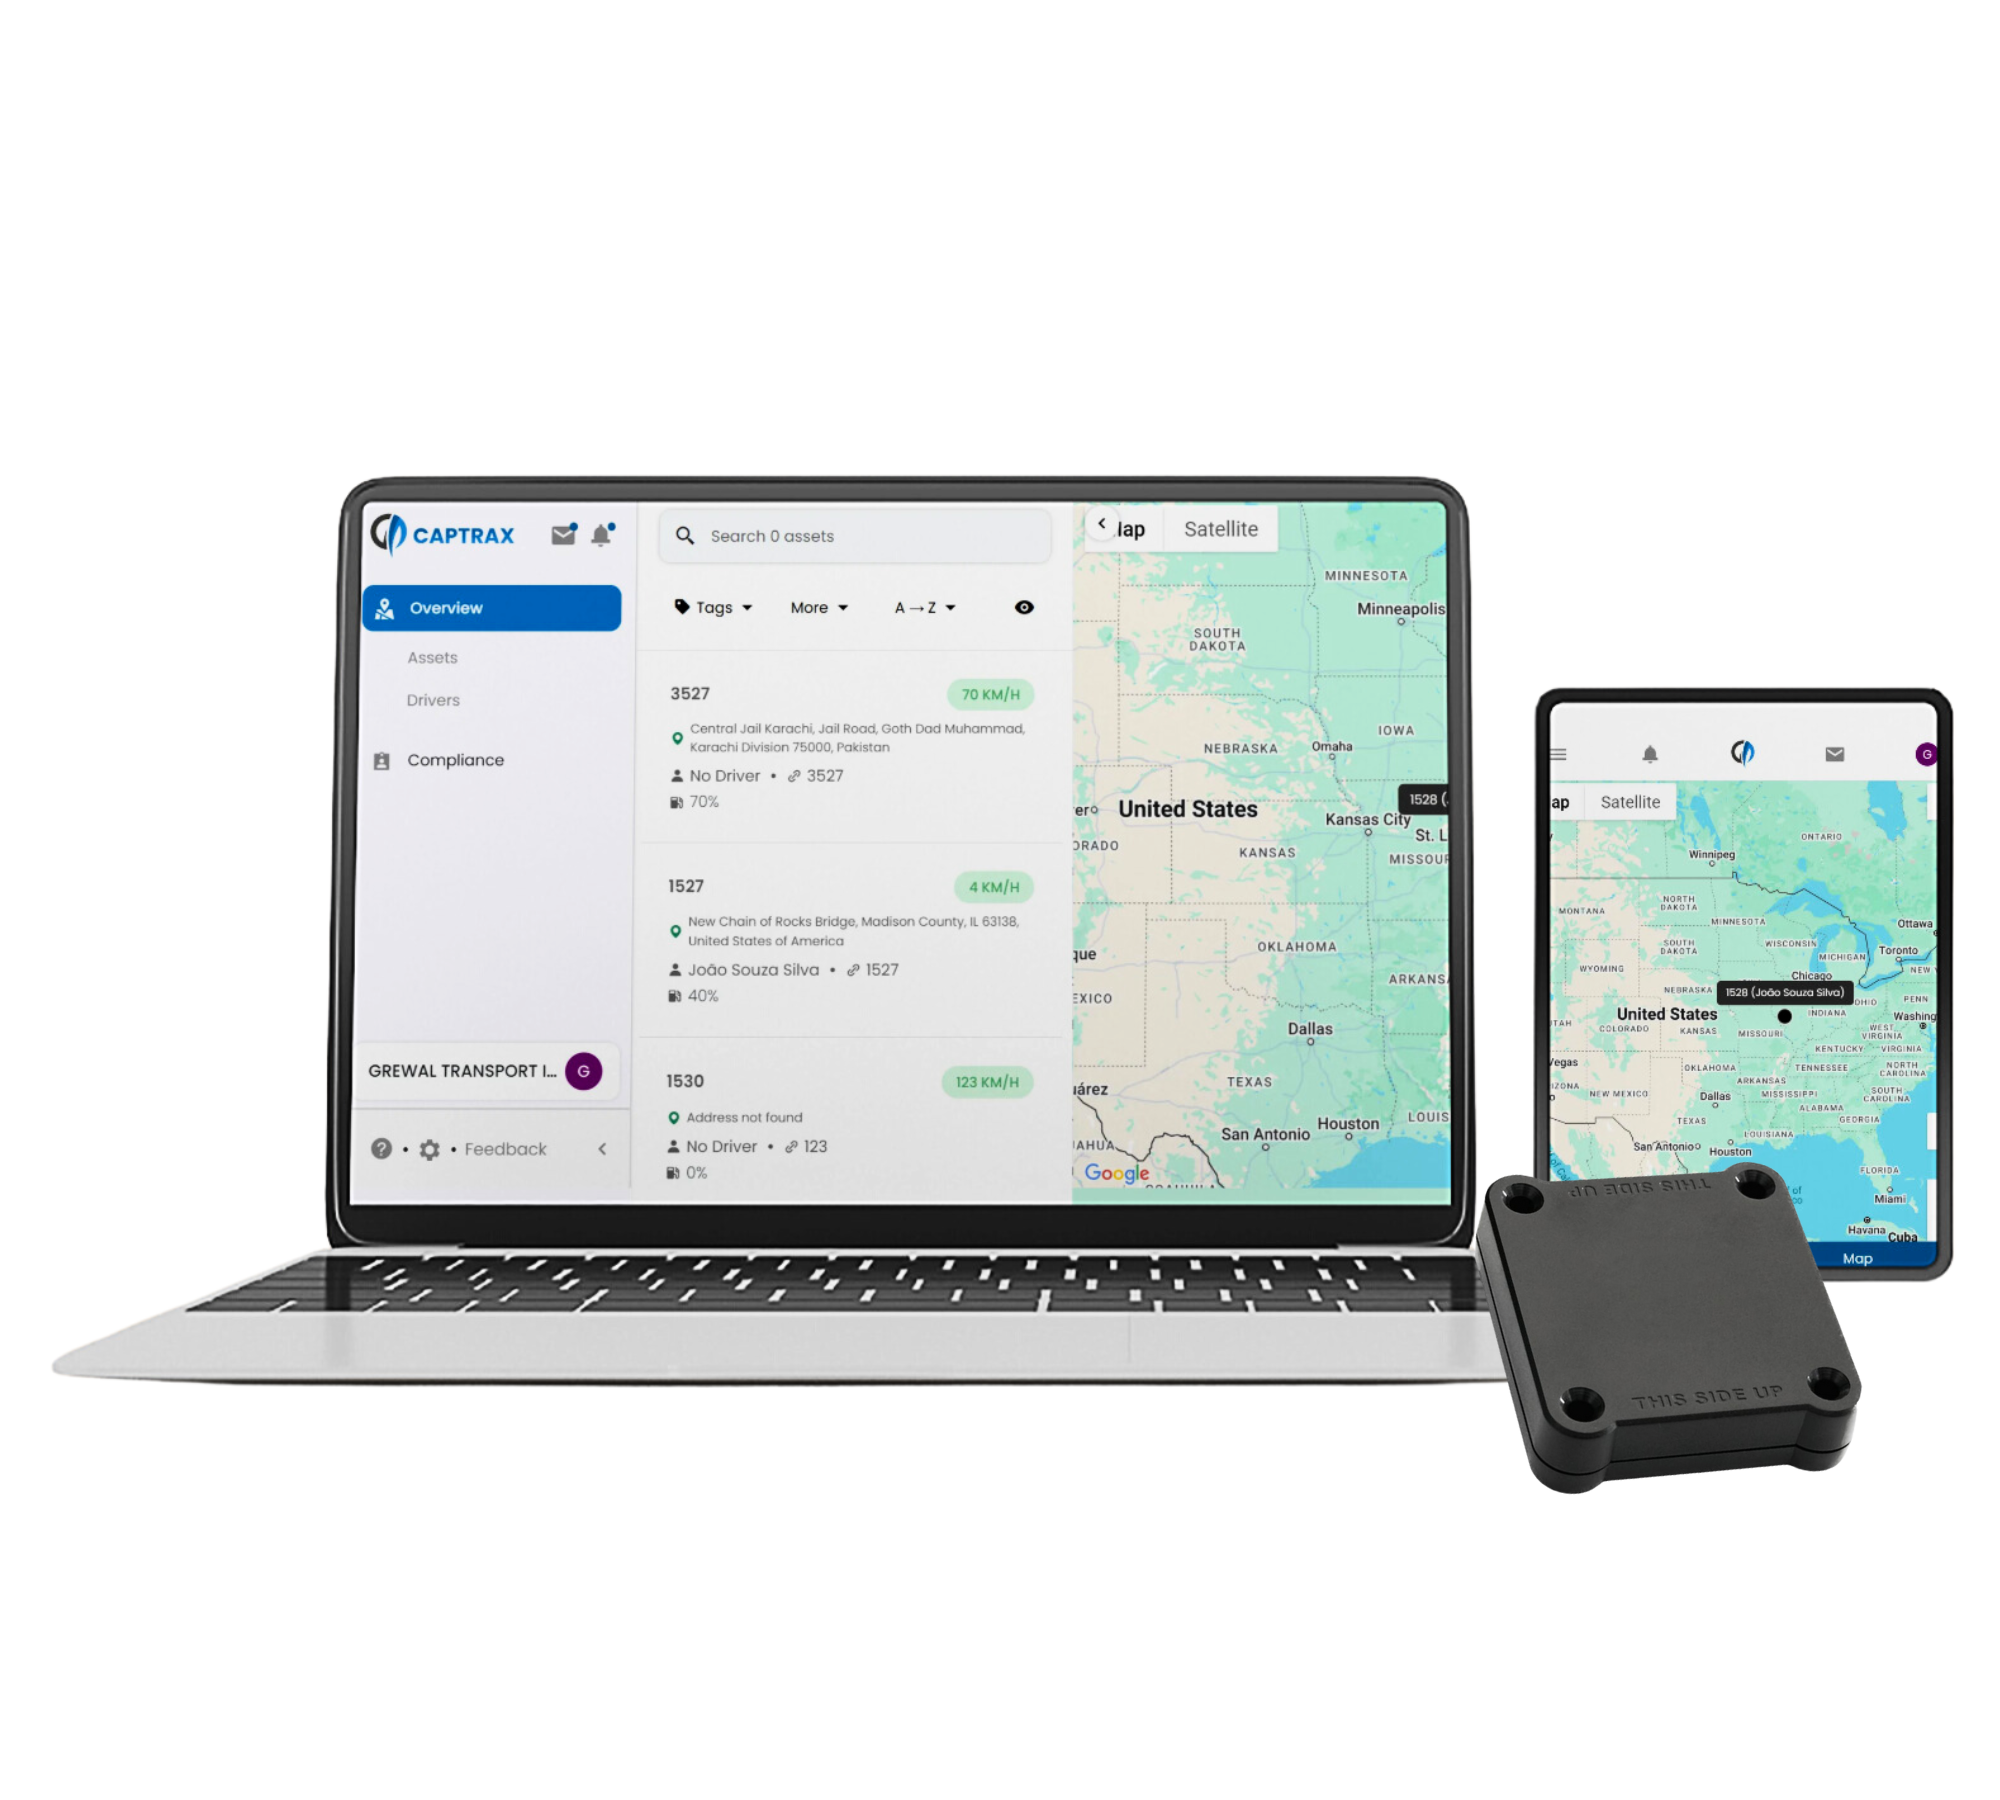 CAPTRAX
Overview
Assets
Drivers
Compliance
GREWAL TRANSPORT I...
G
Feedback
Search 0 assets
Tags
More
A→Z
3527
70 KM/H
Central Jail Karachi, Jail Road, Goth Dad Muhammad,
Karachi Division 75000, Pakistan
No Driver • 3527
70%
1527
4 KM/H
New Chain of Rocks Bridge, Madison County, IL 63138,
United States of America
João Souza Silva • 1527
40%
1530
123 KM/H
Address not found
No Driver • 123
0%
ap Satellite
MINNESOTA
Minneapolis
SOUTH
DAKOTA
IOWA
NEBRASKA
Omaha
1528 (.
er
United States
Kansas City
St. L
ORADO
KANSAS
MISSOUR
OKLAHOMA
que
ARKANSA
EXICO
Dallas
TEXAS
uárez
LOUIS
Houston
San Antonio
AHUA
Google
COAHUILA
G
ap Satellite
ONTARIO
Winnipeg
NORTH
DAKOTA
MONTANA
MINNESOTA
Ottawa
SOUTH
DAKOTA
WISCONSIN
Toronto
MICHIGAN
WYOMING
NEW
Chicago
NEBRASKA
1528 (João Souza Silva)
OHIO
PENN
United States
INDIANA
Washing
TAH
COLORADO
KANSAS
MISSOURI
WEST
VIRGINIA
KENTUCKY
VIRGINIA
Vegas
OKLAHOMA
TENNESSEE
NORTH
CAROLINA
IZONA
ARKANSAS
NEW MEXICO
Dallas
MISSISSIPPI
SOUTH
CAROLINA
ALABAMA
TEXAS
GEORGIA
LOUISIANA
San Antonio
Houston
FLORIDA
of
co
Miami
Havana
Cuba
Map
THIS SIDE UP
THIS SIDE UP